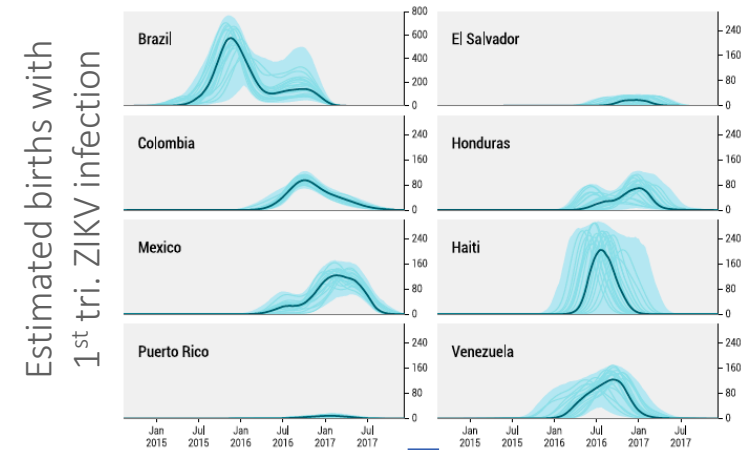 Estimated births with
1st tri. ZIKV infection
Brazil
800
600
400
200
0
El Salvador
240
160
80
0
Colombia
240
160
80
0
Honduras
240
160
80
0
Mexico
240
160
80
0
Haiti
240
160
80
0
Puerto Rico
240
160
80
0
Venezuela
240
160
80
0
Jan Jul Jan Jul Jan Jul
2015 2015 2016 2016 2017 2017
Jan Jul Jan Jul Jan Jul
2015 2015 2016 2016 2017 2017